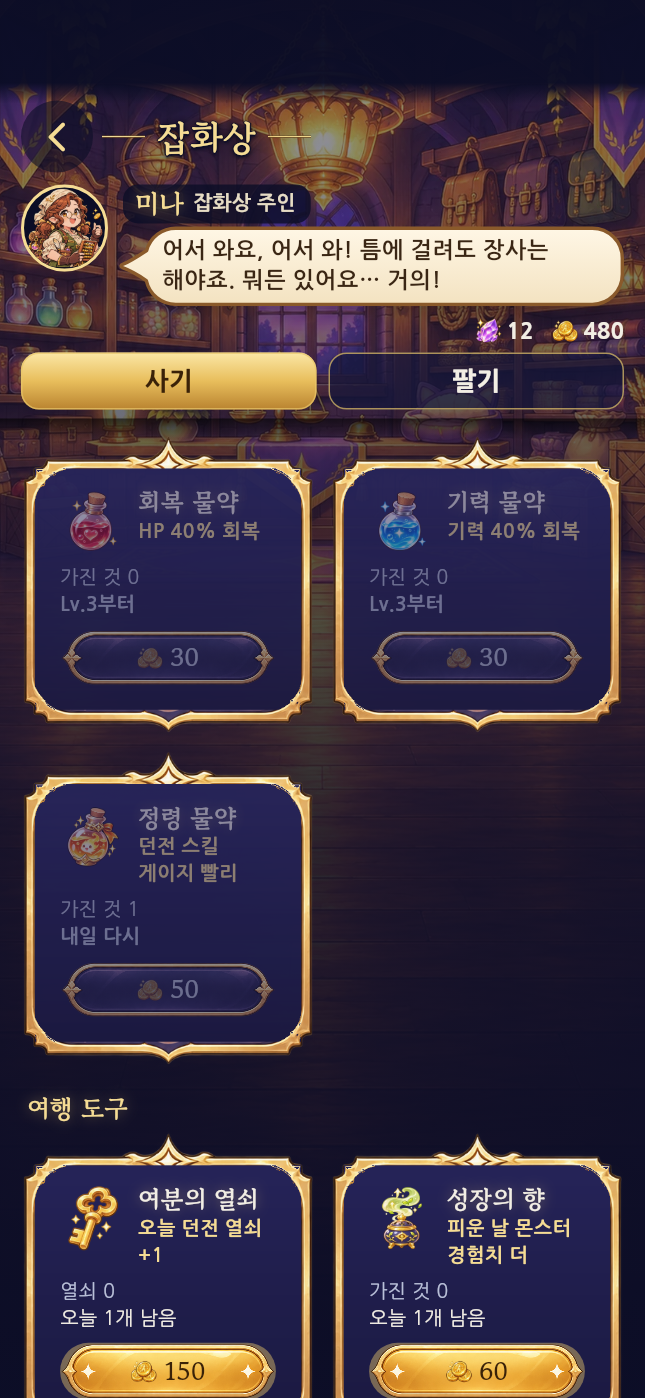 잡화상
미나 잡화상 주인
어서 와요, 어서 와! 틈에 걸려도 장사는
해야죠. 뭐든 있어요… 거의!
12 480
사기
팔기
회복 물약
HP 40% 회복
가진 것 0
Lv.3부터
30
기력 물약
기력 40% 회복
가진 것 0
Lv.3부터
30
정령 물약
던전 스킬
게이지 빨리
가진 것 1
내일 다시
50
여행 도구
여분의 열쇠
오늘 던전 열쇠
+1
열쇠 0
오늘 1개 남음
150
성장의 향
피운 날 몬스터
경험치 더
가진 것 0
오늘 1개 남음
60